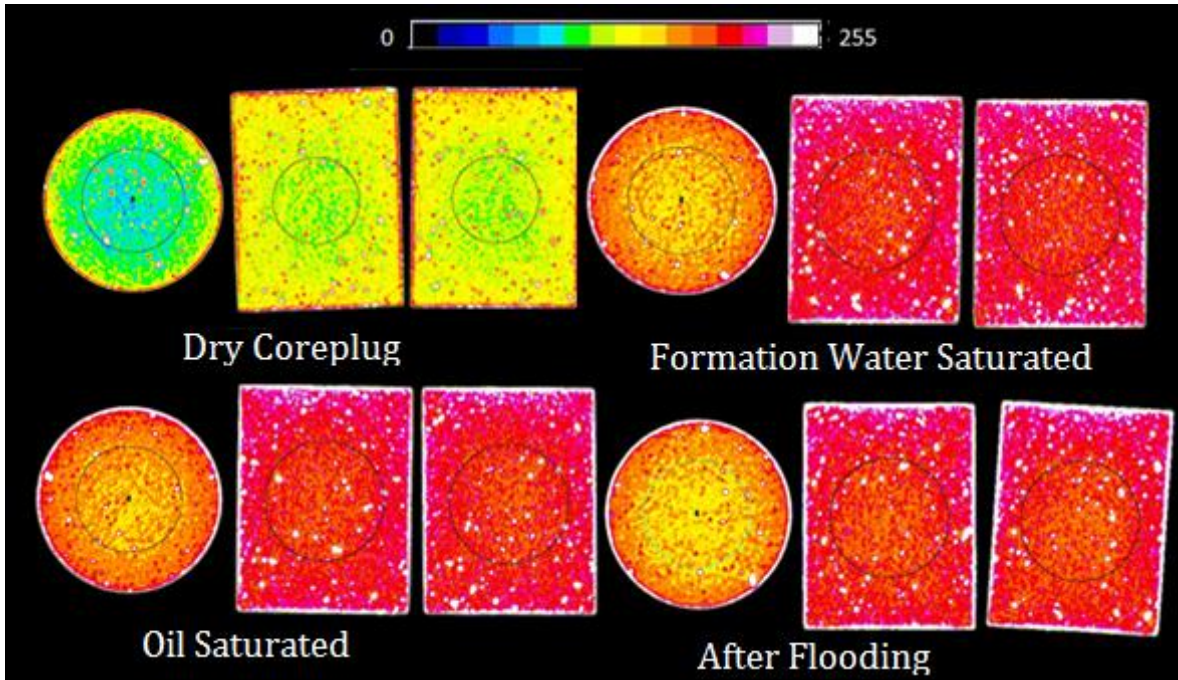 0 255
Dry Coreplug
Formation Water Saturated
Oil Saturated
After Flooding